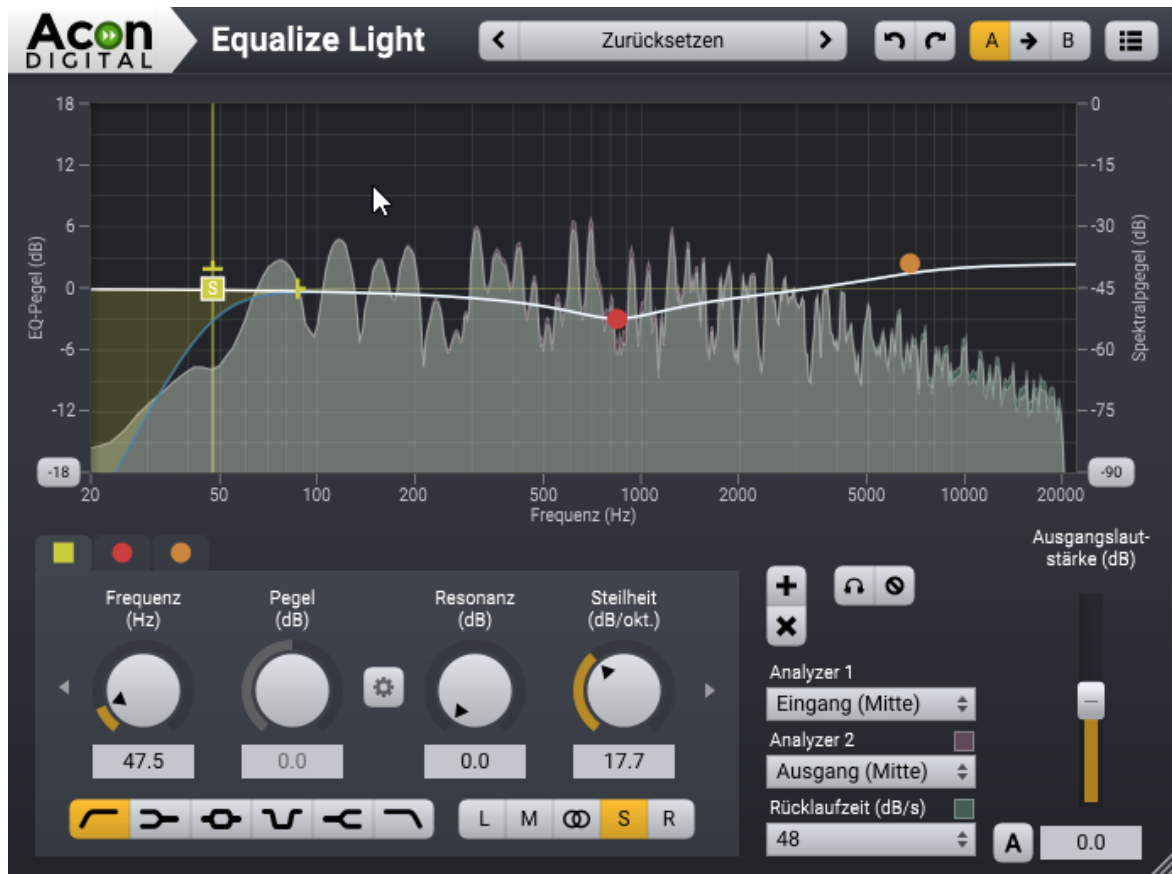 Acon
DIGITAL
Equalize Light
Zurücksetzen
A
B
18
12
6
0
-6
-12
-18
EQ-Pegel (dB)
S
0
-15
-30
-45
-60
-75
-90
Spektralpgegel (dB)
20
50
100
200
500
1000
2000
5000
10000
20000
Frequenz (Hz)
Frequenz
(Hz)
47.5
Pegel
(dB)
0.0
Resonanz
(dB)
0.0
Steilheit
(dB/okt.)
17.7
L
M
S
R
Analyzer 1
Eingang (Mitte)
Analyzer 2
Ausgang (Mitte)
Rücklaufzeit (dB/s)
48
Ausgangslaut-
stärke (dB)
A
0.0